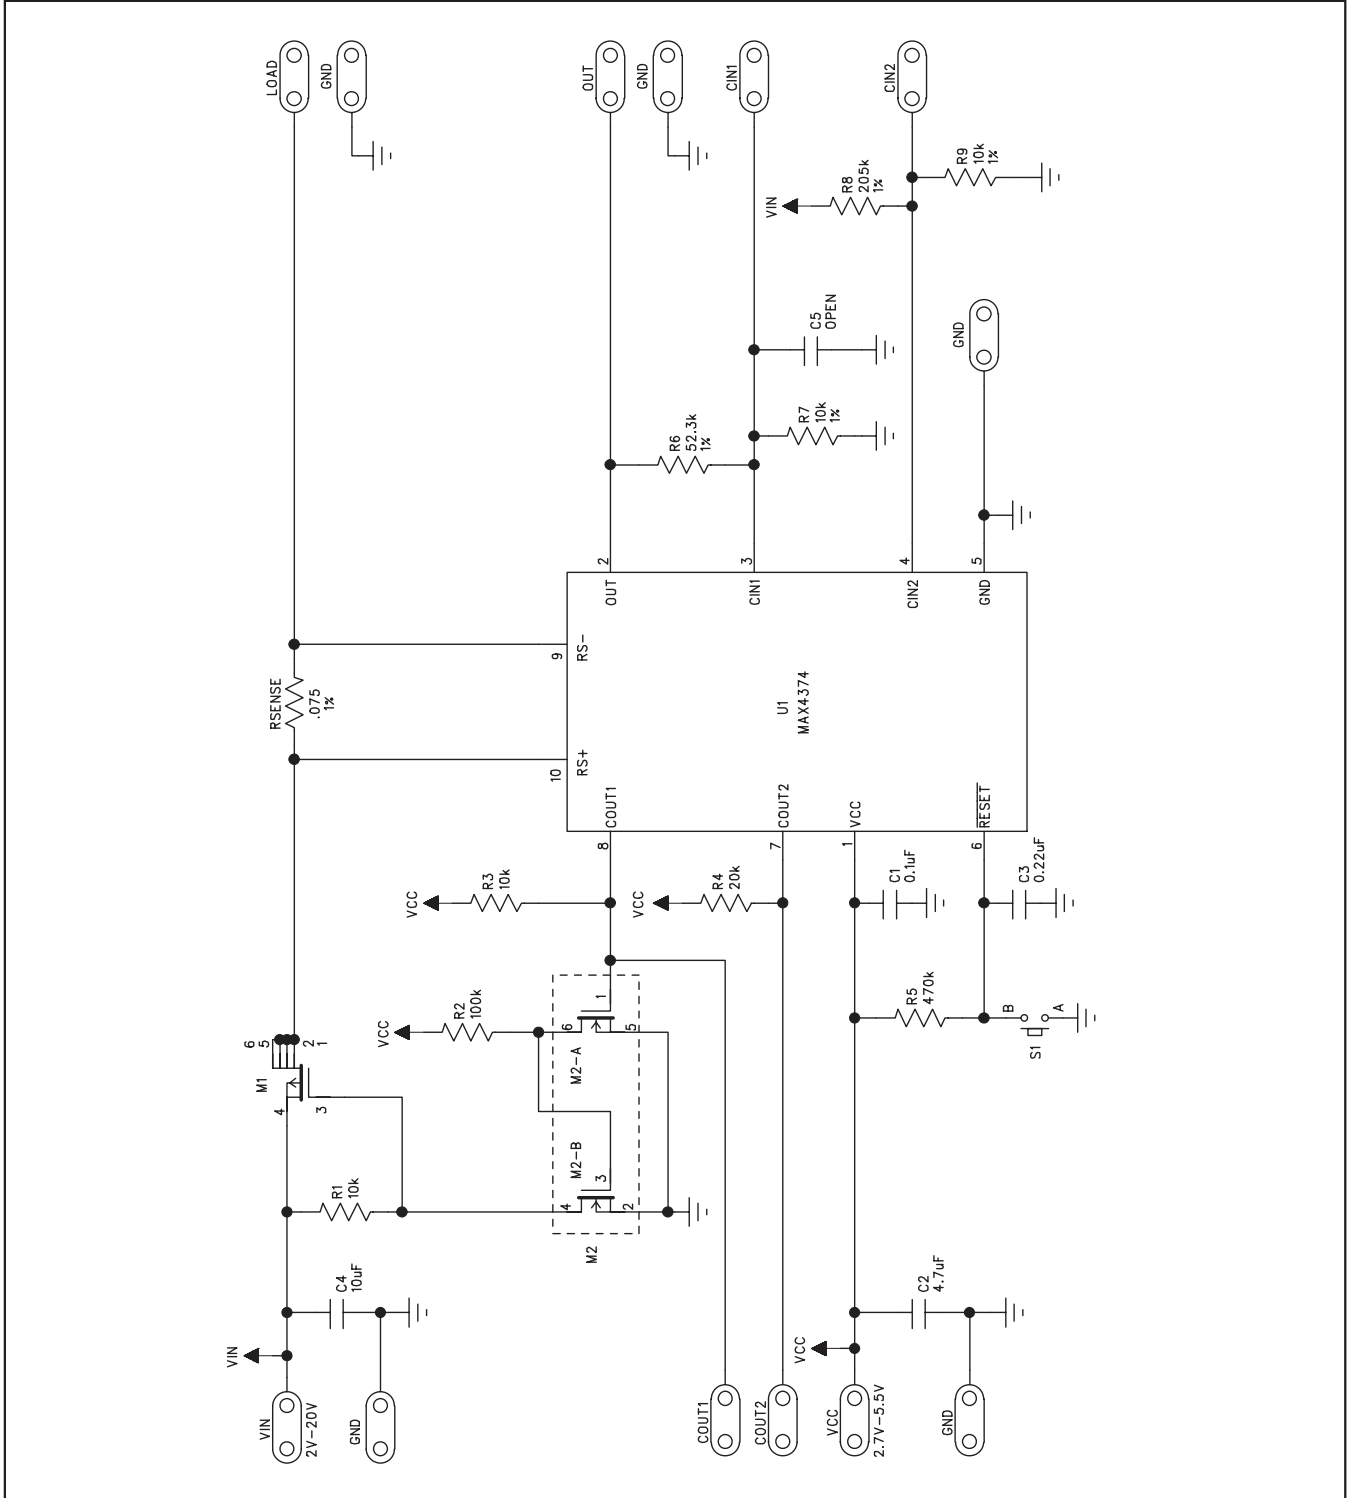 LOAD
GND
OUT
GND
CIN1
CIN2
VIN
R8
205k
1%
R9
10k
1%
C5
OPEN
GND
R6
52.3k
1%
R7
10k
1%
2
3
4
5
OUT
CIN1
CIN2
GND
RSENSE
.075
1%
9
RS-
10
RS+
U1
MAX4374
COUT1
COUT2
VCC
RESET
8
7
1
6
VCC
R3
10k
VCC
R4
20k
C1
0.1uF
C3
0.22uF
VCC
R2
100k
6
5
2
1
M1
4
3
1
6
5
M2-A
M2-B
3
4
2
M2
R5
470k
B
A
S1
R1
10k
VIN
C4
10uF
VCC
C2
4.7uF
VIN
2V-20V
GND
COUT1
COUT2
VCC
2.7V-5.5V
GND